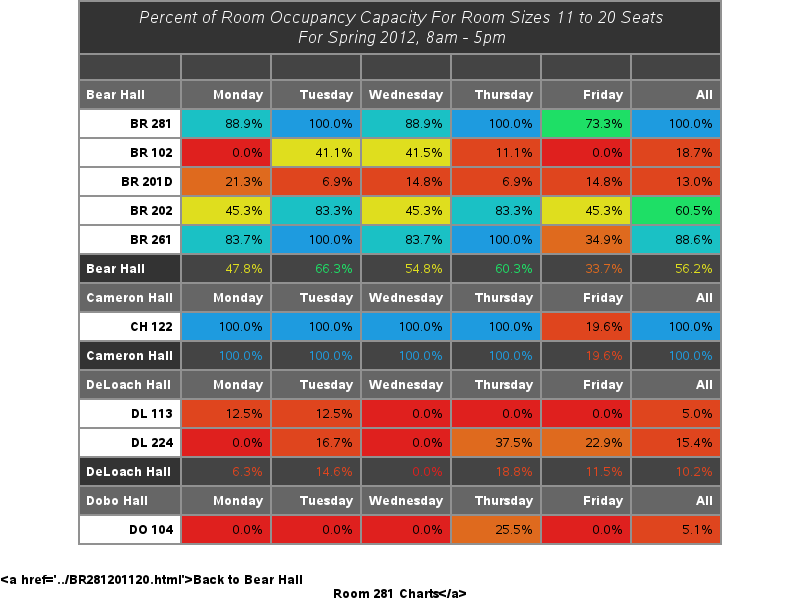 Percent of Room Occupancy Capacity For Room Sizes 11 to 20 Seats
For Spring 2012, 8am - 5pm
Bear Hall Monday Tuesday Wednesday Thursday Friday All
BR 281 88.9% 100.0% 88.9% 100.0% 73.3% 100.0%
BR 102 0.0% 41.1% 41.5% 11.1% 0.0% 18.7%
BR 201D 21.3% 6.9% 14.8% 6.9% 14.8% 13.0%
BR 202 45.3% 83.3% 45.3% 83.3% 45.3% 60.5%
BR 261 83.7% 100.0% 83.7% 100.0% 34.9% 88.6%
Bear Hall 47.8% 66.3% 54.8% 60.3% 33.7% 56.2%
Cameron Hall Monday Tuesday Wednesday Thursday Friday All
CH 122 100.0% 100.0% 100.0% 100.0% 19.6% 100.0%
Cameron Hall 100.0% 100.0% 100.0% 100.0% 19.6% 100.0%
DeLoach Hall Monday Tuesday Wednesday Thursday Friday All
DL 113 12.5% 12.5% 0.0% 0.0% 0.0% 5.0%
DL 224 0.0% 16.7% 0.0% 37.5% 22.9% 15.4%
DeLoach Hall 6.3% 14.6% 0.0% 18.8% 11.5% 10.2%
Dobo Hall Monday Tuesday Wednesday Thursday Friday All
DO 104 0.0% 0.0% 0.0% 25.5% 0.0% 5.1%
<a href='../BR281201120.html'>Back to Bear Hall
Room 281 Charts</a>